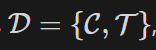 𝒟 = {𝒞, 𝒯},